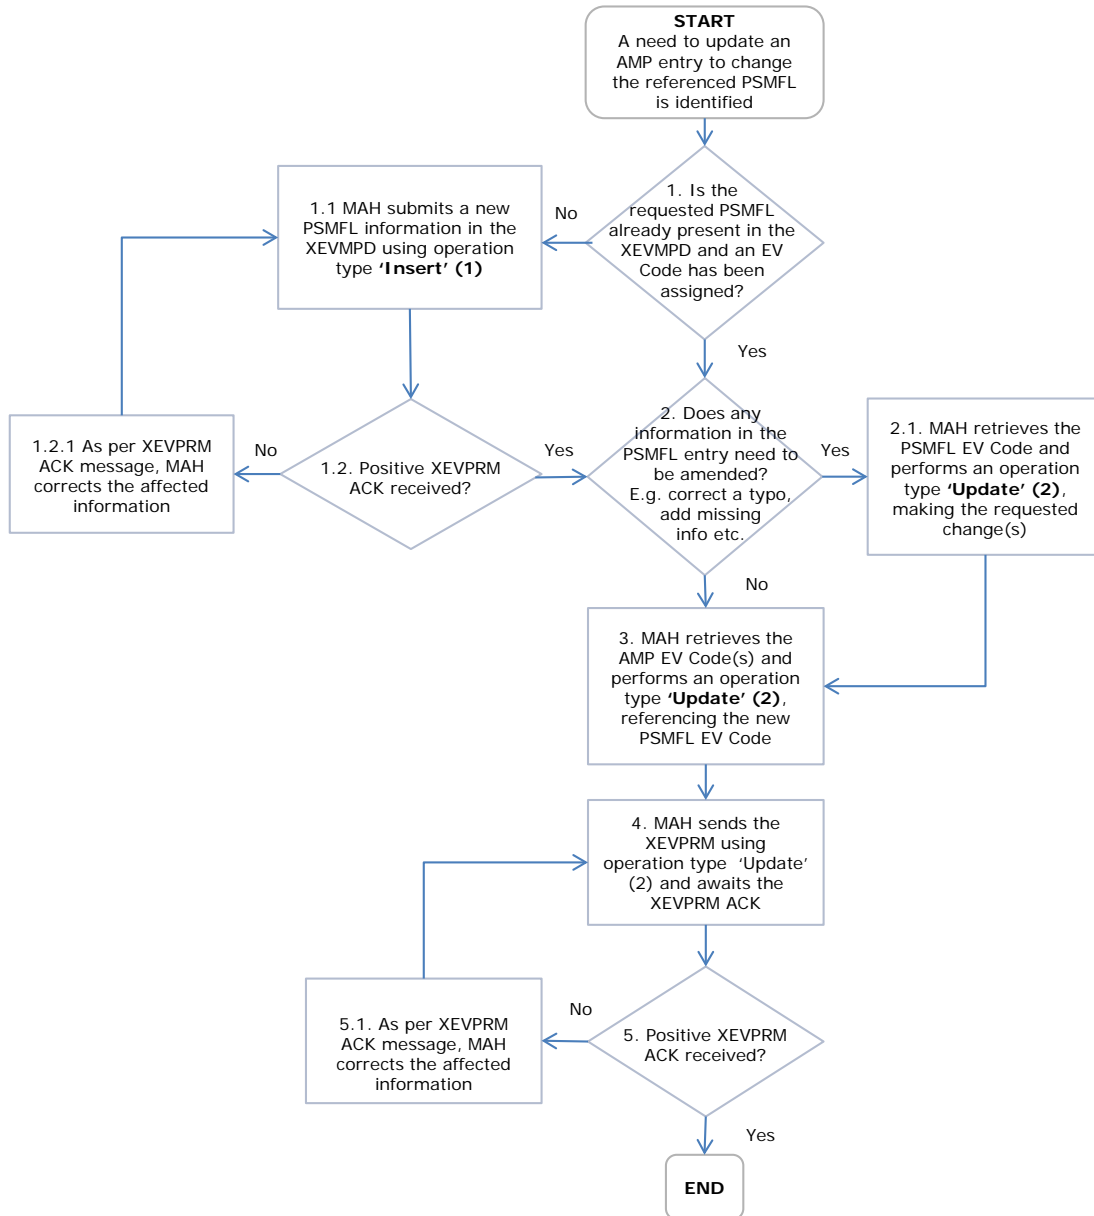 START
A need to update an
AMP entry to change
the referenced PSMFL
is identified
1. Is the
requested PSMFL
already present in the
XEVMPD and an EV
Code has been
assigned?
No
1.1 MAH submits a new
PSMFL information in the
XEVMPD using operation
type ‘Insert’ (1)
Yes
1.2.1 As per XEVPRM
ACK message, MAH
corrects the affected
information
No
1.2. Positive XEVPRM
ACK received?
Yes
2. Does any
information in the
PSMFL entry need to
be amended?
E.g. correct a typo,
add missing
info etc.
Yes
2.1. MAH retrieves the
PSMFL EV Code and
performs an operation
type ‘Update’ (2),
making the requested
change(s)
No
3. MAH retrieves the
AMP EV Code(s) and
performs an operation
type ‘Update’ (2),
referencing the new
PSMFL EV Code
4. MAH sends the
XEVPRM using
operation type ‘Update’
(2) and awaits the
XEVPRM ACK
5.1. As per XEVPRM
ACK message, MAH
corrects the affected
information
No
5. Positive XEVPRM
ACK received?
Yes
END